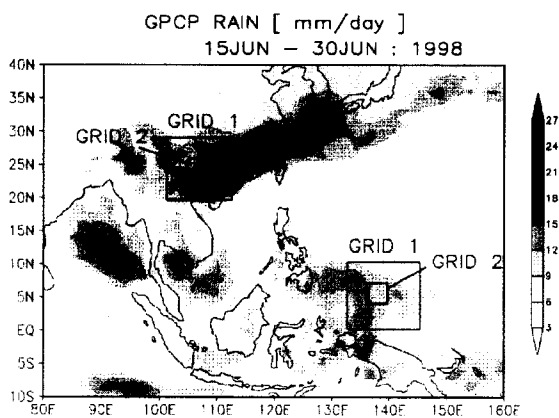 GPCP RAIN [ mm/day ]
15JUN – 30JUN : 1998
40N
35N
30N
25N
20N
15N
10N
5N
EQ
5S
10S
80E 90E 100E 110E 120E 130E 140E 150E 160E
GRID 1
GRID 2
GRID 1
GRID 2
27
24
21
18
15
12
9
6
3